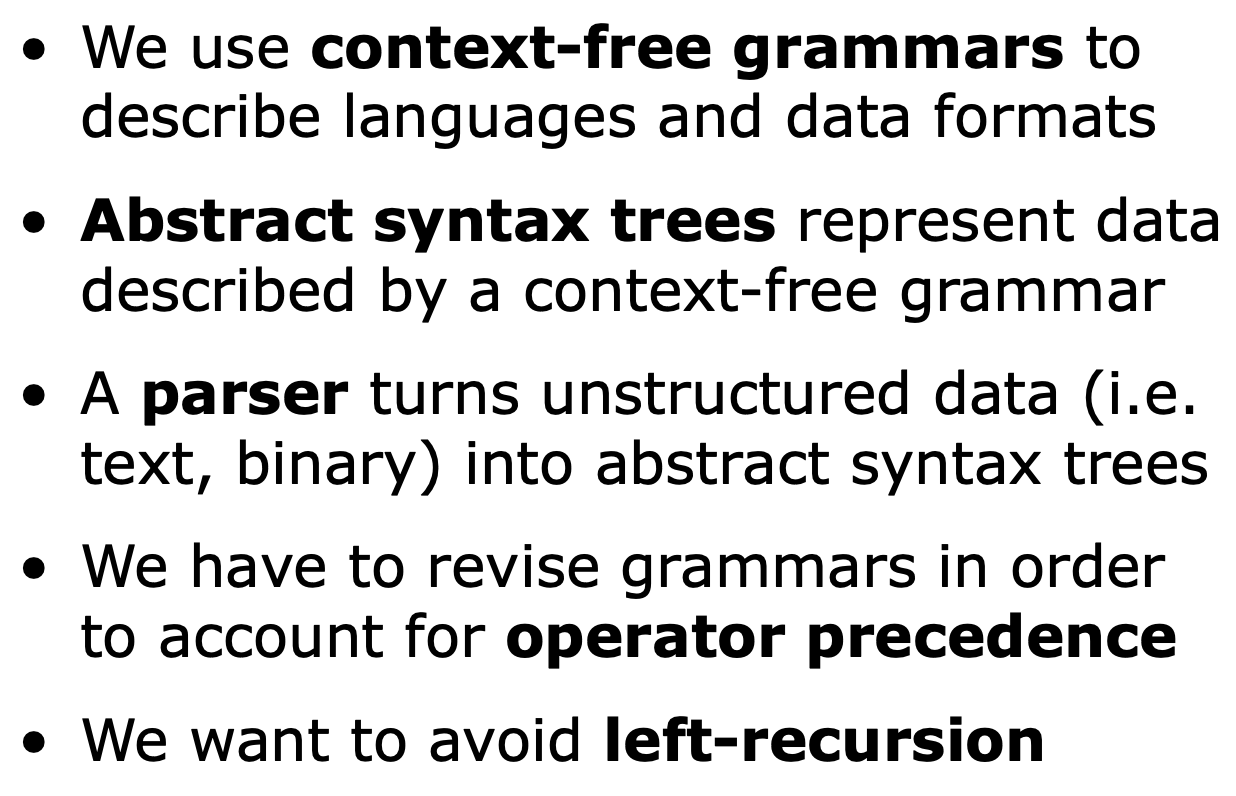 • We use context-free grammars to
describe languages and data formats
• Abstract syntax trees represent data
described by a context-free grammar
• A parser turns unstructured data (i.e.
text, binary) into abstract syntax trees
• We have to revise grammars in order
to account for operator precedence
• We want to avoid left-recursion